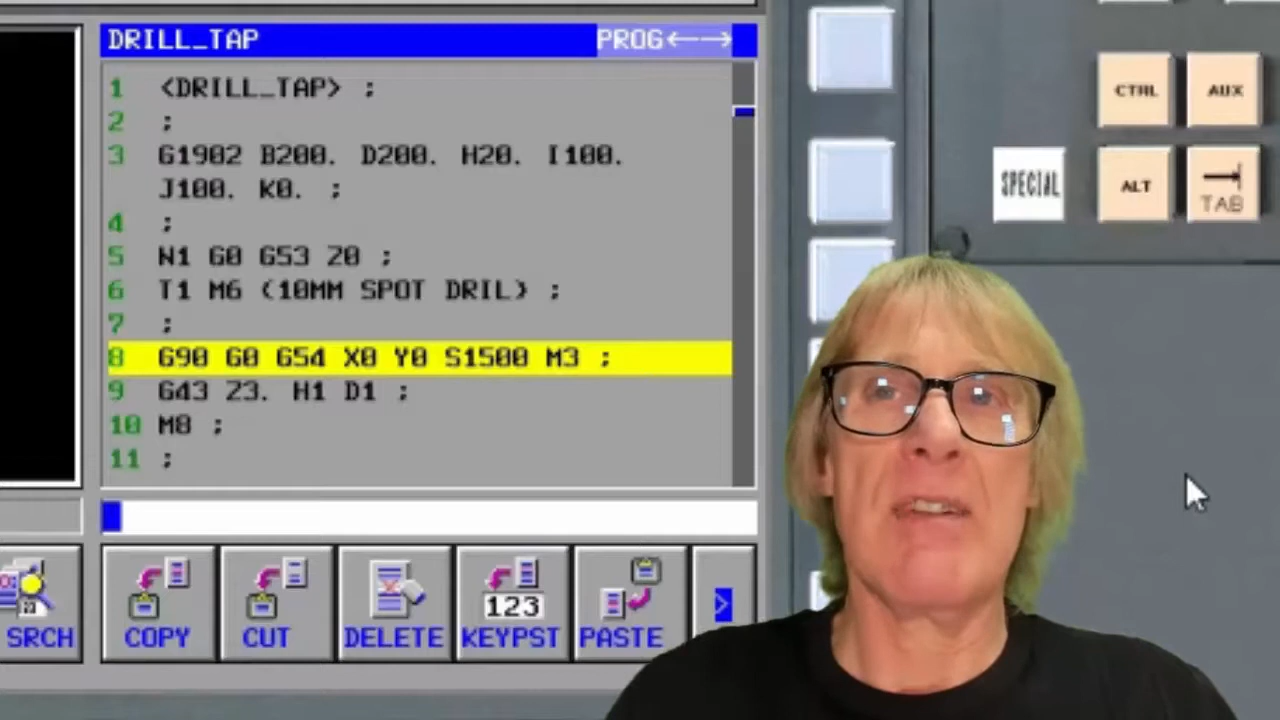 DRILL_TAP PROG←→
1 <DRILL_TAP> ;
2 ;
3 G1902 B200. D200. H20. I100.
J100. K0. ;
4 ;
5 N1 G0 G53 Z0 ;
6 T1 M6 (10MM SPOT DRIL) ;
7 ;
8 G90 G0 G54 X0 Y0 S1500 M3 ;
9 G43 Z3. H1 D1 ;
10 M8 ;
11 ;
SRCH COPY CUT DELETE 123 KEYPST PASTE >
CTRL AUX
SPECIAL ALT TAB